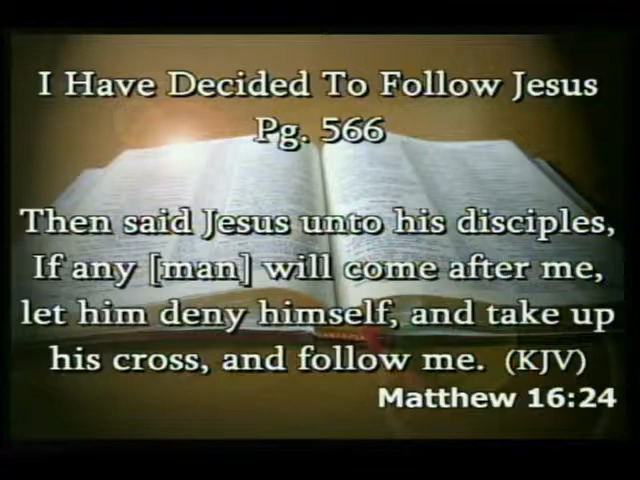 I Have Decided To Follow Jesus
Pg. 566
Then said Jesus unto his disciples,
If any [man] will come after me,
let him deny himself, and take up
his cross, and follow me. (KJV)
Matthew 16:24